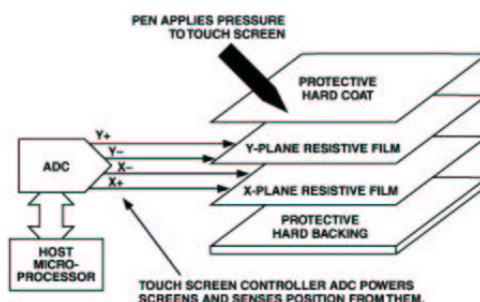 PEN APPLIES PRESSURE
TO TOUCH SCREEN
PROTECTIVE
HARD COAT
Y+
Y–
X–
X+
ADC
Y-PLANE RESISTIVE FILM
X-PLANE RESISTIVE FILM
PROTECTIVE
HARD BACKING
HOST
MICRO-
PROCESSOR
TOUCH SCREEN CONTROLLER ADC POWERS
SCREENS AND SENSES POSITION FROM THEM.